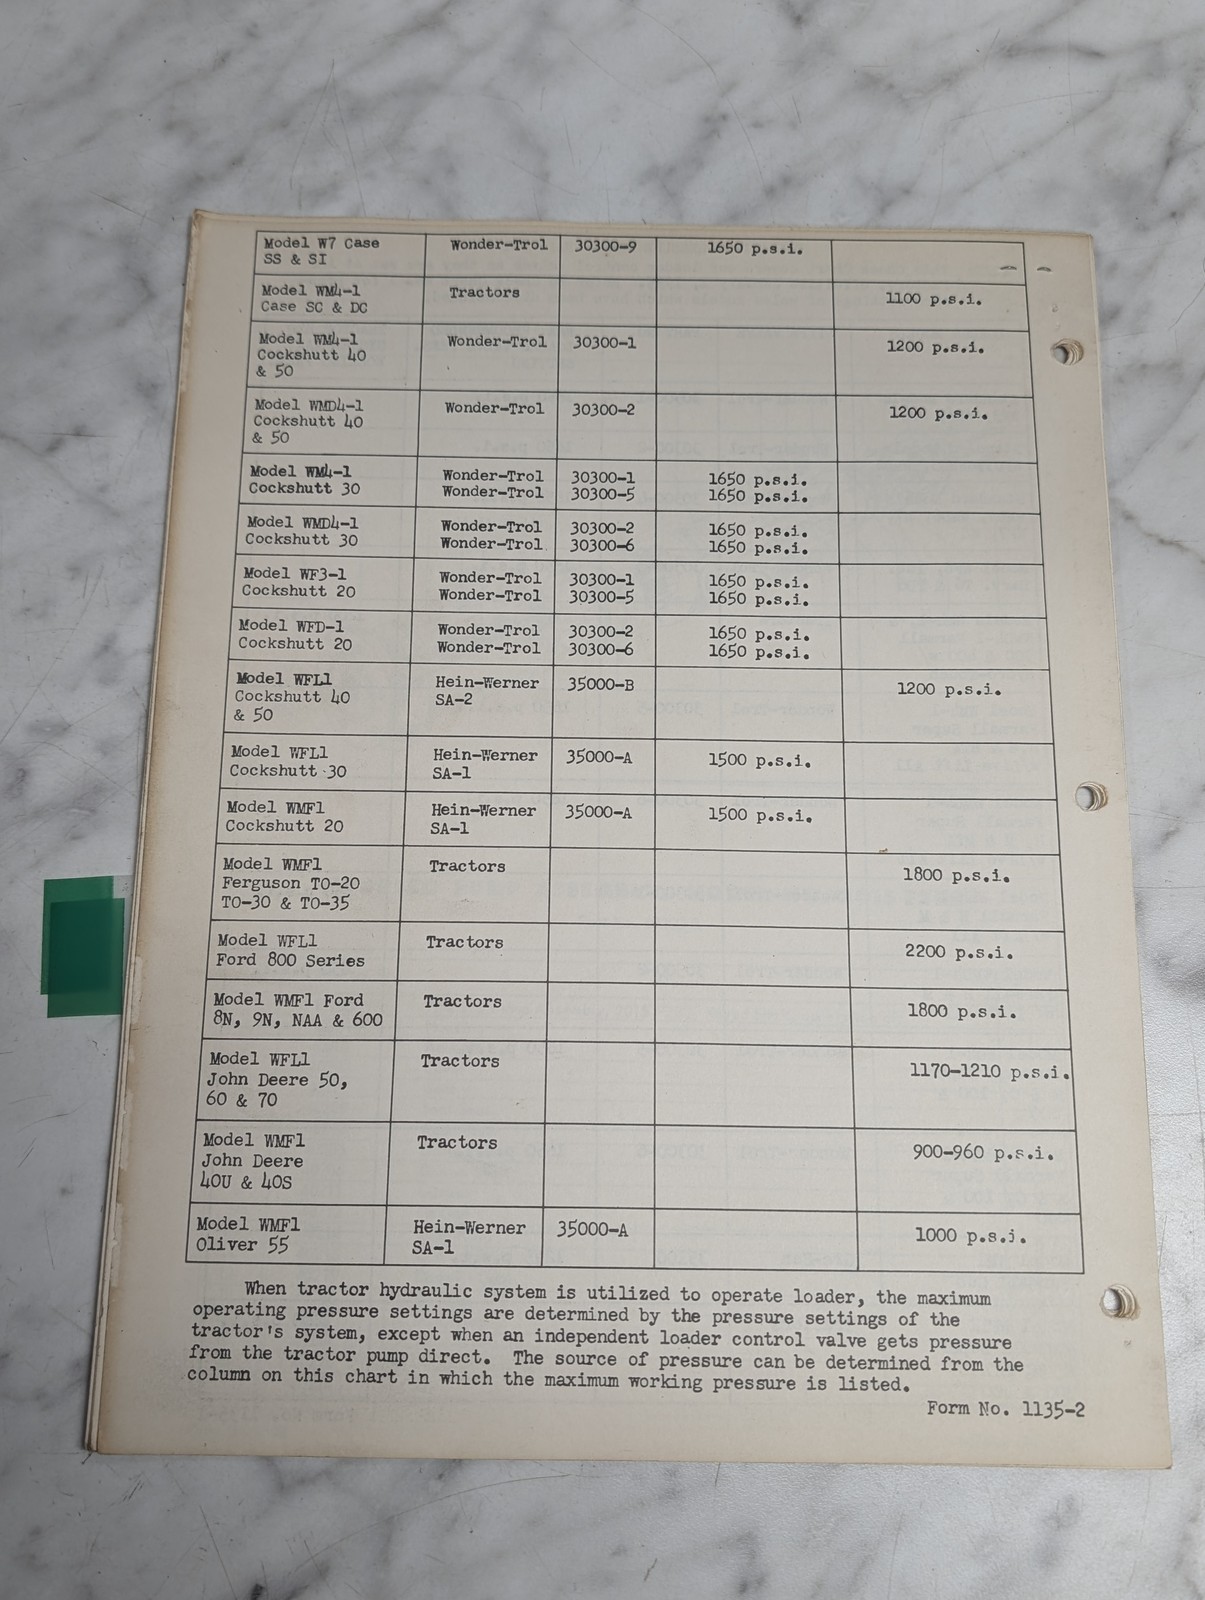 Model W7 Case Wonder-Trol 30300-9 1650 p.s.i.
SS & SI
Model WM4-1 Tractors 1100 p.s.i.
Case SC & DC
Model WM4-1 Wonder-Trol 30300-1 1200 p.s.i.
Cockshutt 40
& 50
Model WMD4-1 Wonder-Trol 30300-2 1200 p.s.i.
Cockshutt 40
& 50
Model WM4-1 Wonder-Trol 30300-1 1650 p.s.i.
Cockshutt 30 Wonder-Trol 30300-5 1650 p.s.i.
Model WMD4-1 Wonder-Trol 30300-2 1650 p.s.i.
Cockshutt 30 Wonder-Trol 30300-6 1650 p.s.i.
Model WF3-1 Wonder-Trol 30300-1 1650 p.s.i.
Cockshutt 20 Wonder-Trol 30300-5 1650 p.s.i.
Model WFD-1 Wonder-Trol 30300-2 1650 p.s.i.
Cockshutt 20 Wonder-Trol 30300-6 1650 p.s.i.
Model WFL1 Hein-Werner 35000-B 1200 p.s.i.
Cockshutt 40 SA-2
& 50
Model WFL1 Hein-Werner 35000-A 1500 p.s.i.
Cockshutt 30 SA-1
Model WMF1 Hein-Werner 35000-A 1500 p.s.i.
Cockshutt 20 SA-1
Model WMF1 Tractors 1800 p.s.i.
Ferguson TO-20
TO-30 & TO-35
Model WFL1 Tractors 2200 p.s.i.
Ford 800 Series
Model WMF1 Ford Tractors 1800 p.s.i.
8N, 9N, NAA & 600
Model WFL1 Tractors 1170-1210 p.s.i.
John Deere 50,
60 & 70
Model WMF1 Tractors 900-960 p.s.i.
John Deere
40U & 40S
Model WMF1 Hein-Werner 35000-A 1000 p.s.i.
Oliver 55 SA-1
When tractor hydraulic system is utilized to operate loader, the maximum
operating pressure settings are determined by the pressure settings of the
tractor's system, except when an independent loader control valve gets pressure
from the tractor pump direct. The source of pressure can be determined from the
column on this chart in which the maximum working pressure is listed.
Form No. 1135-2